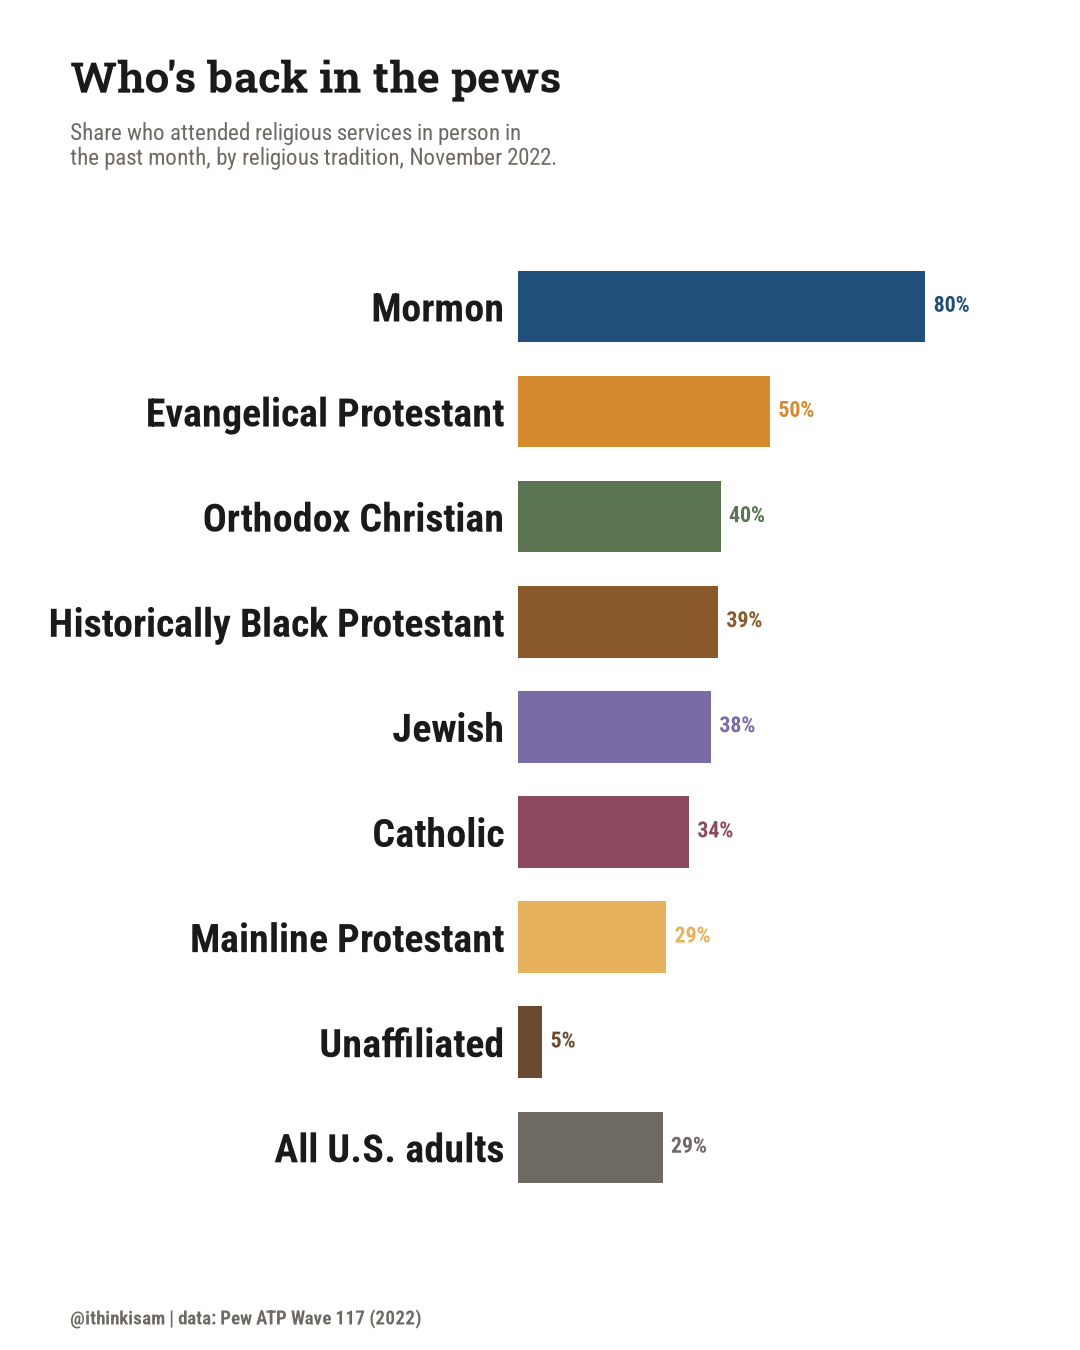 Who's back in the pews
Share who attended religious services in person in
the past month, by religious tradition, November 2022.
Mormon 80%
Evangelical Protestant 50%
Orthodox Christian 40%
Historically Black Protestant 39%
Jewish 38%
Catholic 34%
Mainline Protestant 29%
Unaffiliated 5%
All U.S. adults 29%
@ithinkisam | data: Pew ATP Wave 117 (2022)